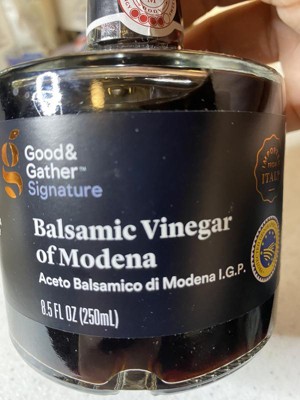 Good&
Gather™
Signature
Balsamic Vinegar
of Modena
Aceto Balsamico di Modena I.G.P.
8.5 FL OZ (250mL)
ITALY